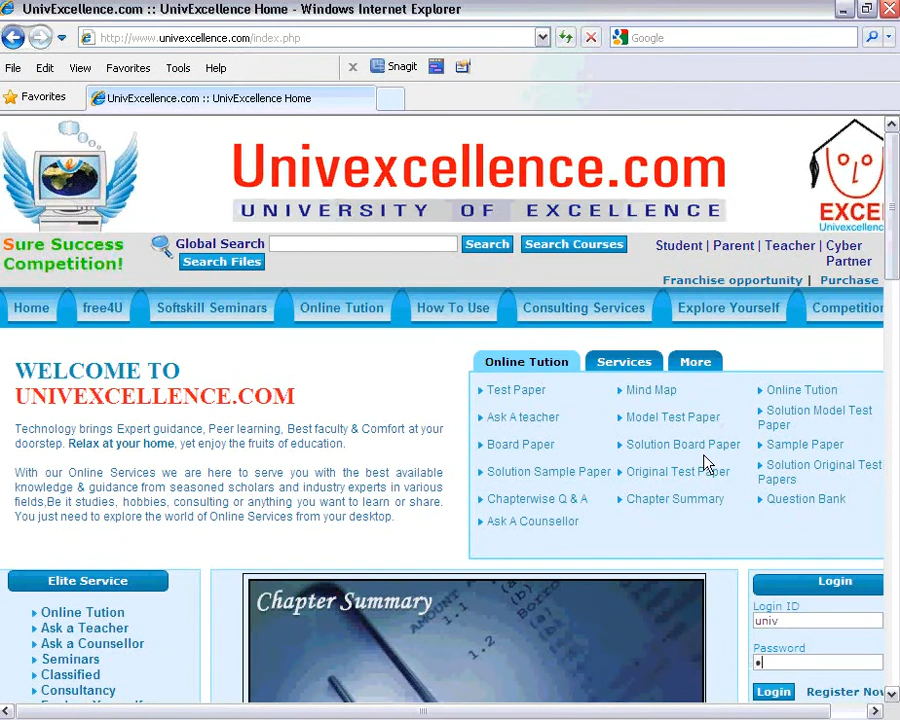 UnivExcellence.com :: UnivExcellence Home - Windows Internet Explorer
http://www.univexcellence.com/index.php
Google
File Edit View Favorites Tools Help
Snagit
Favorites
UnivExcellence.com :: UnivExcellence Home
Univexcellence.com
UNIVERSITY OF EXCELLENCE
EXCEL
Univexcellence
Sure Success
Competition!
Global Search
Search
Search Courses
Search Files
Student | Parent | Teacher | Cyber
Partner
Franchise opportunity | Purchase
Home free4U Softskill Seminars Online Tution How To Use Consulting Services Explore Yourself Competition
WELCOME TO
UNIVEXCELLENCE.COM
Technology brings Expert guidance, Peer learning, Best faculty & Comfort at your
doorstep. Relax at your home, yet enjoy the fruits of education.
With our Online Services we are here to serve you with the best available
knowledge & guidance from seasoned scholars and industry experts in various
fields,Be it studies, hobbies, consulting or anything you want to learn or share.
You just need to explore the world of Online Services from your desktop.
Online Tution Services More
Test Paper Mind Map Online Tution
Ask A teacher Model Test Paper Solution Model Test
Paper
Board Paper Solution Board Paper Sample Paper
Solution Sample Paper Original Test Paper Solution Original Test
Papers
Chapterwise Q & A Chapter Summary Question Bank
Ask A Counsellor
Elite Service
Online Tution
Ask a Teacher
Ask a Counsellor
Seminars
Classified
Consultancy
Chapter Summary
1.1 (a)
(b)
1.2
Login
Login ID
univ
Password
Login Register Now